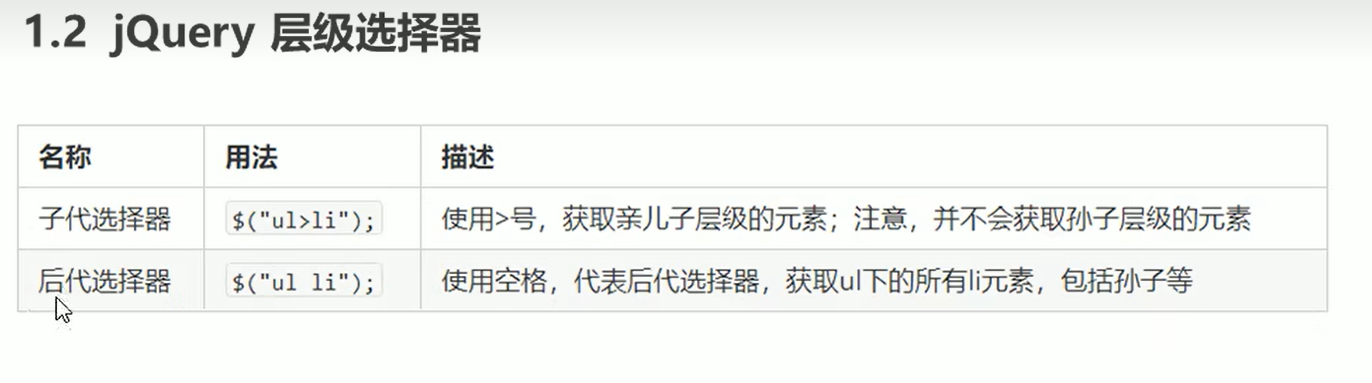 1.2 jQuery 层级选择器
名称 用法 描述
子代选择器 $("ul>li"); 使用>号，获取亲儿子层级的元素；注意，并不会获取孙子层级的元素
后代选择器 $("ul li"); 使用空格，代表后代选择器，获取ul下的所有li元素，包括孙子等